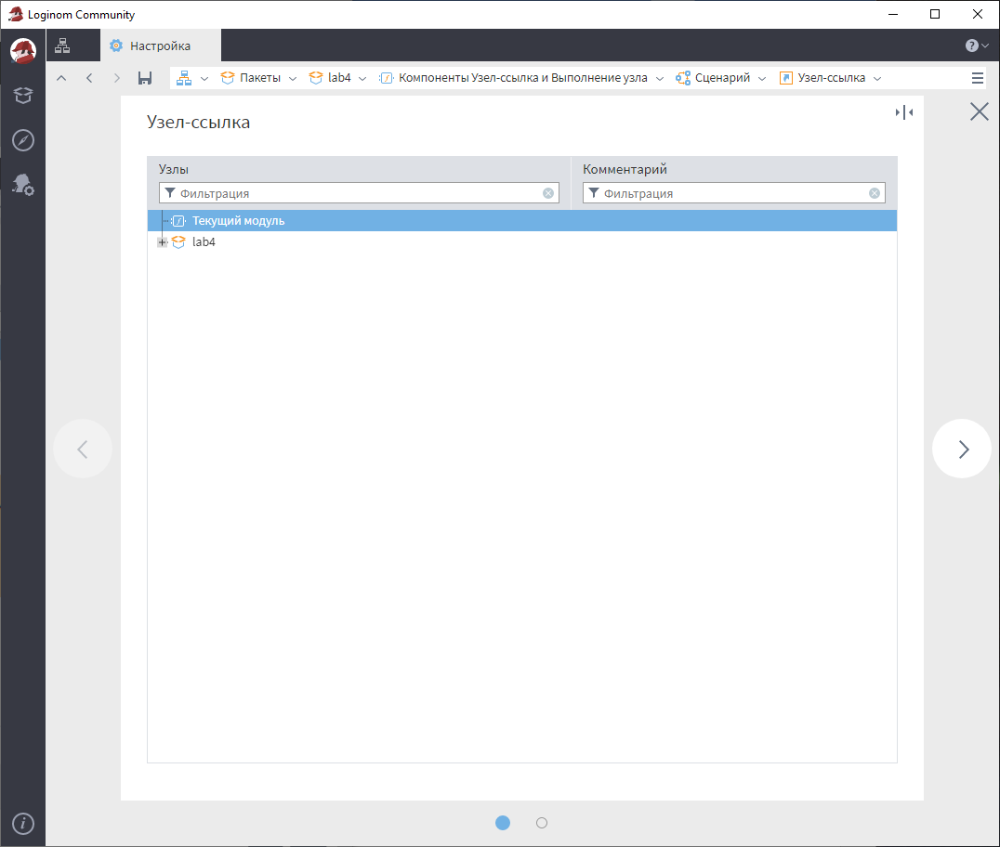 Loginom Community
Настройка
?
Пакеты lab4 Компоненты Узел-ссылка и Выполнение узла Сценарий Узел-ссылка
Узел-ссылка
Узлы Комментарий
Фильтрация Фильтрация
Текущий модуль
lab4
i